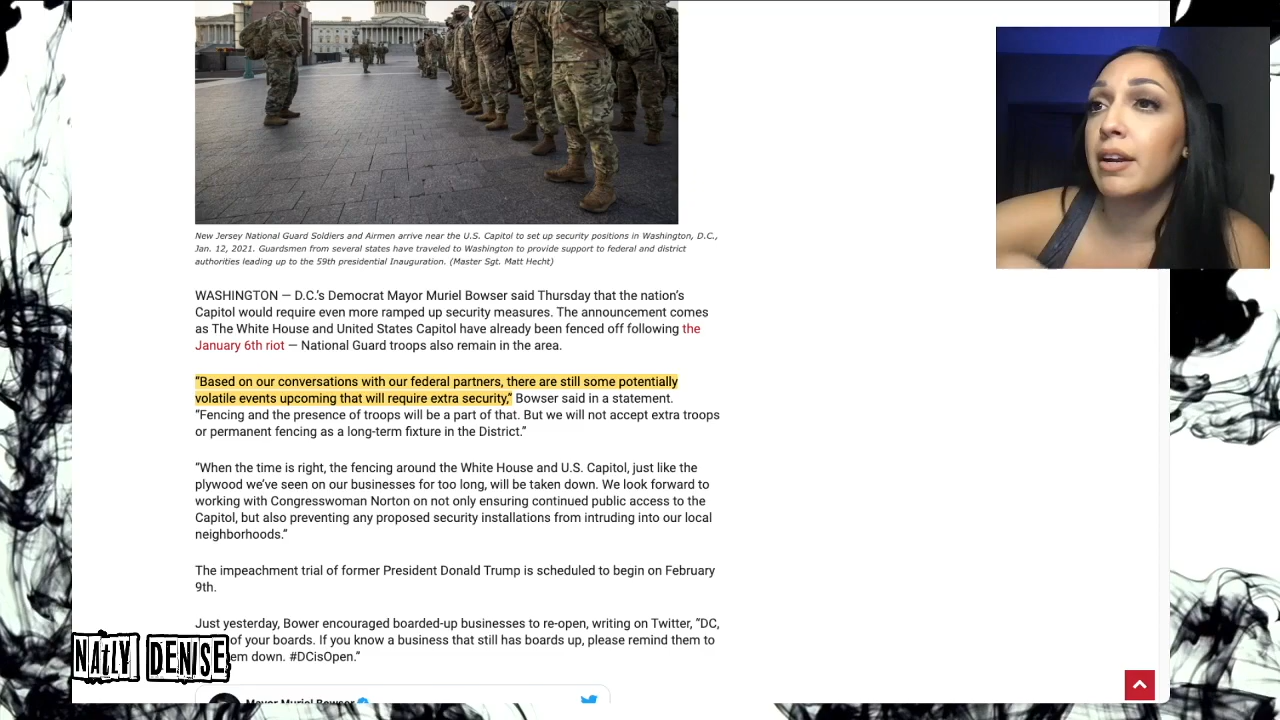 New Jersey National Guard Soldiers and Airmen arrive near the U.S. Capitol to set up security positions in Washington, D.C.,
Jan. 12, 2021. Guardsmen from several states have traveled to Washington to provide support to federal and district
authorities leading up to the 59th presidential Inauguration. (Master Sgt. Matt Hecht)
WASHINGTON — D.C.’s Democrat Mayor Muriel Bowser said Thursday that the nation’s
Capitol would require even more ramped up security measures. The announcement comes
as The White House and United States Capitol have already been fenced off following the
January 6th riot — National Guard troops also remain in the area.
“Based on our conversations with our federal partners, there are still some potentially
volatile events upcoming that will require extra security,” Bowser said in a statement.
“Fencing and the presence of troops will be a part of that. But we will not accept extra troops
or permanent fencing as a long-term fixture in the District.”
“When the time is right, the fencing around the White House and U.S. Capitol, just like the
plywood we’ve seen on our businesses for too long, will be taken down. We look forward to
working with Congresswoman Norton on not only ensuring continued public access to the
Capitol, but also preventing any proposed security installations from intruding into our local
neighborhoods.”
The impeachment trial of former President Donald Trump is scheduled to begin on February
9th.
Just yesterday, Bower encouraged boarded-up businesses to re-open, writing on Twitter, “DC,
of your boards. If you know a business that still has boards up, please remind them to
down. #DCisOpen.”
NATLY DENISE
Mayor Muriel Bowser